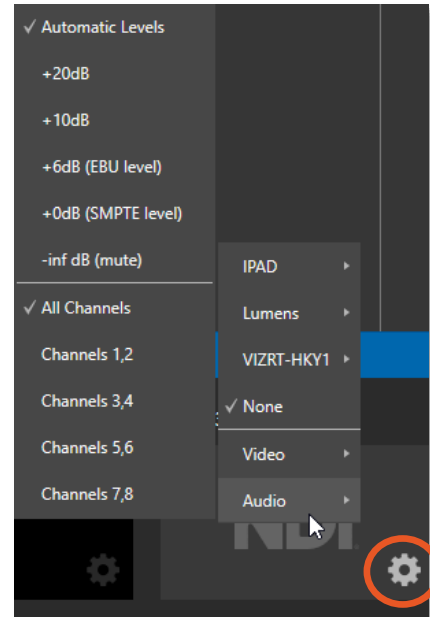 ✓ Automatic Levels
+20dB
+10dB
+6dB (EBU level)
+0dB (SMPTE level)
-inf dB (mute)
✓ All Channels
Channels 1,2
Channels 3,4
Channels 5,6
Channels 7,8
IPAD
Lumens
VIZRT-HKY1
✓ None
Video
Audio
NDI